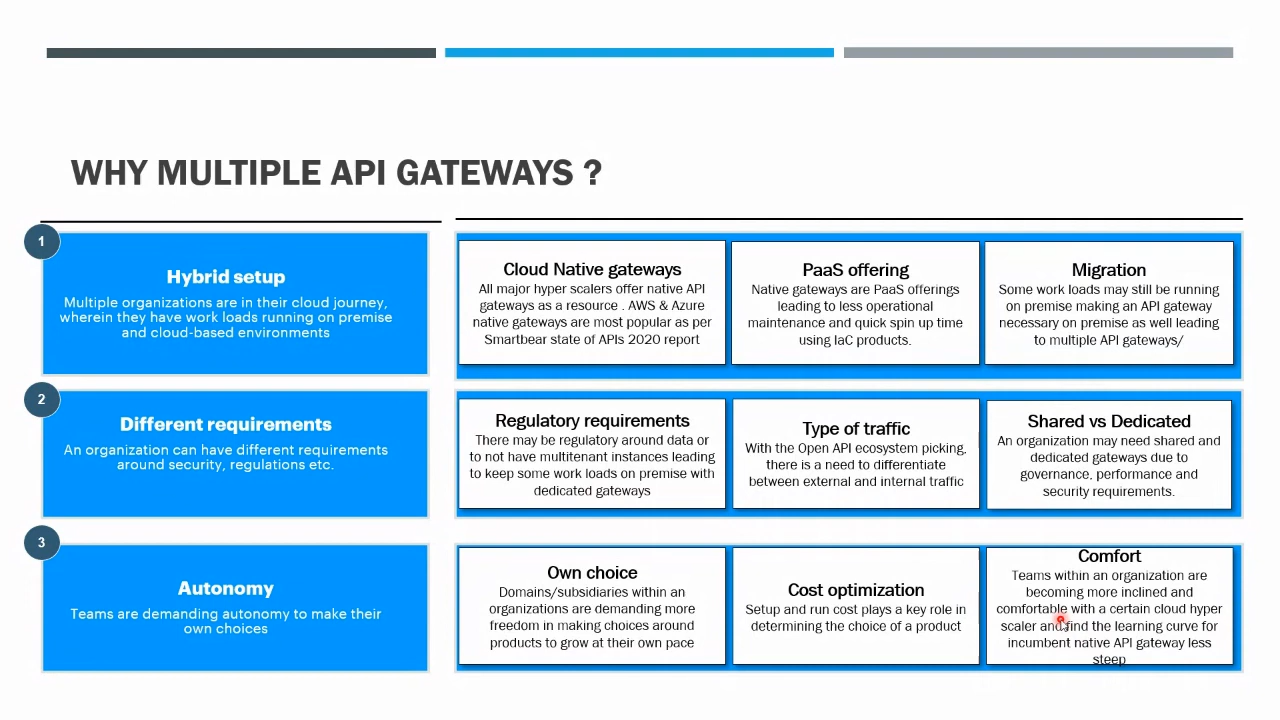 WHY MULTIPLE API GATEWAYS ?
1
Hybrid setup
Multiple organizations are in their cloud journey,
wherein they have work loads running on premise
and cloud-based environments
Cloud Native gateways
All major hyper scalers offer native API
gateways as a resource . AWS & Azure
native gateways are most popular as per
Smartbear state of APIs 2020 report
PaaS offering
Native gateways are PaaS offerings
leading to less operational
maintenance and quick spin up time
using IaC products.
Migration
Some work loads may still be running
on premise making an API gateway
necessary on premise as well leading
to multiple API gateways/
2
Different requirements
An organization can have different requirements
around security, regulations etc.
Regulatory requirements
There may be regulatory around data or
to not have multitenant instances leading
to keep some work loads on premise with
dedicated gateways
Type of traffic
With the Open API ecosystem picking,
there is a need to differentiate
between external and internal traffic
Shared vs Dedicated
An organization may need shared and
dedicated gateways due to
governance, performance and
security requirements.
3
Autonomy
Teams are demanding autonomy to make their
own choices
Own choice
Domains/subsidiaries within an
organizations are demanding more
freedom in making choices around
products to grow at their own pace
Cost optimization
Setup and run cost plays a key role in
determining the choice of a product
Comfort
Teams within an organization are
becoming more inclined and
comfortable with a certain cloud hyper
scaler and find the learning curve for
incumbent native API gateway less
steep